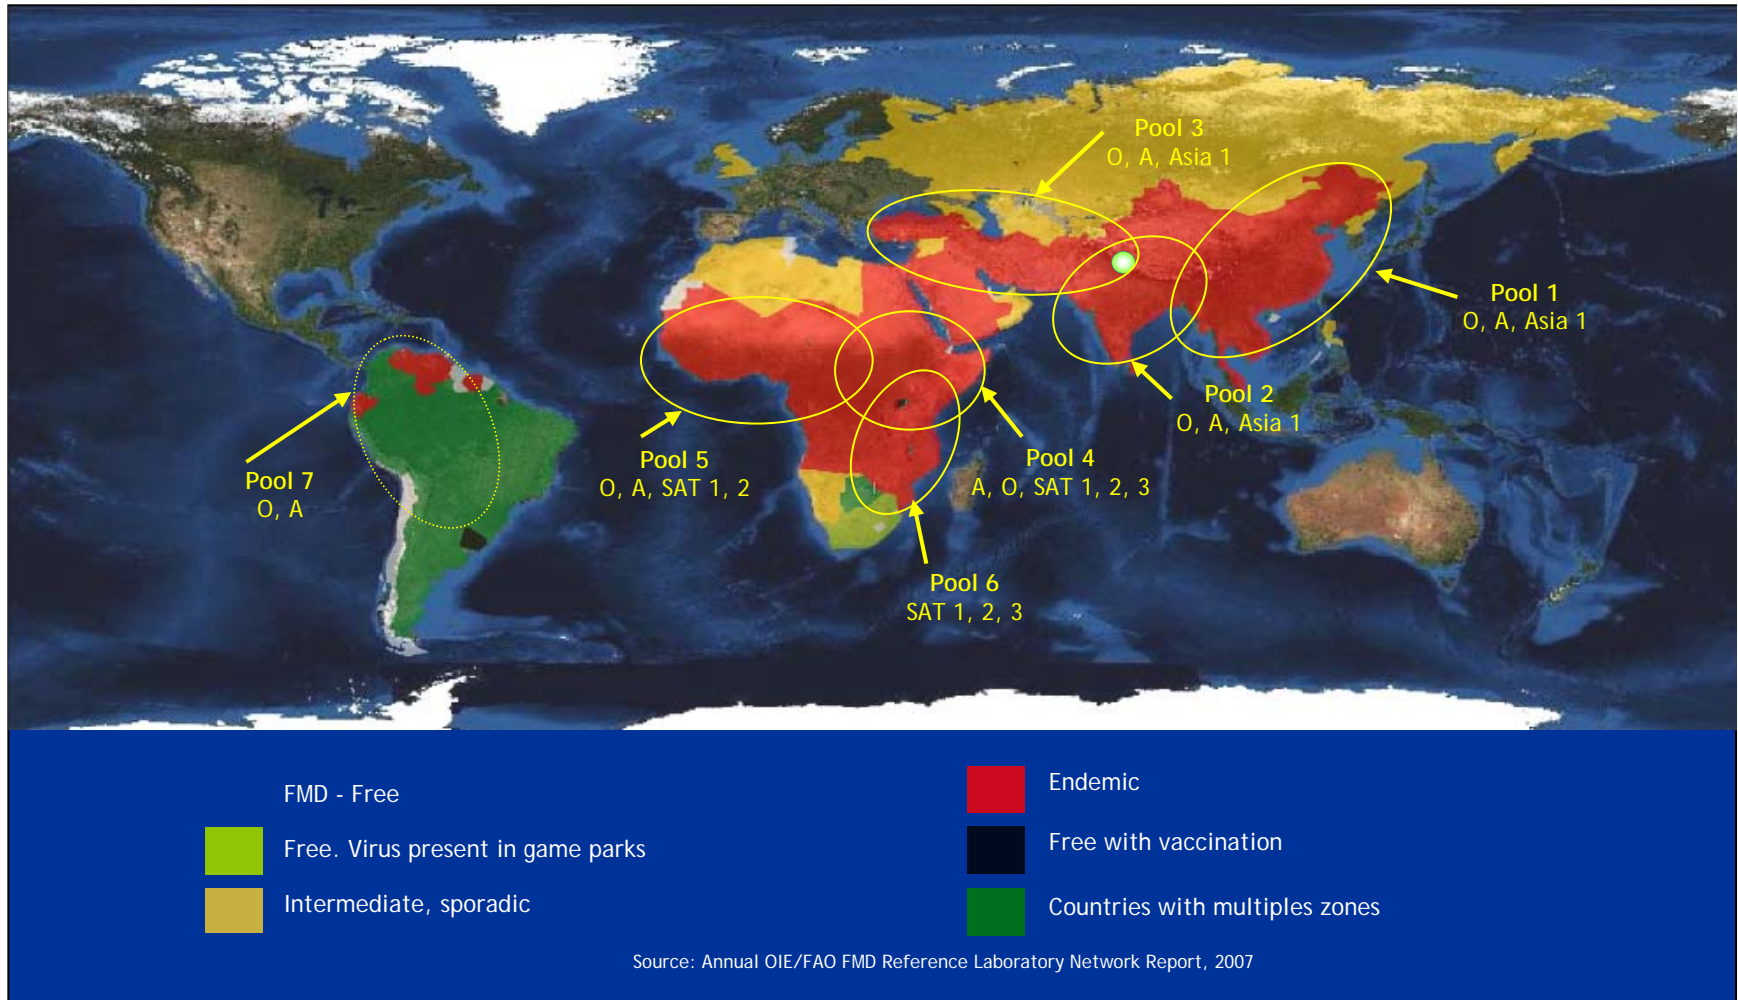 Pool 3
O, A, Asia 1
Pool 1
O, A, Asia 1
Pool 2
O, A, Asia 1
Pool 5
O, A, SAT 1, 2
Pool 4
A, O, SAT 1, 2, 3
Pool 7
O, A
Pool 6
SAT 1, 2, 3
FMD - Free
Free. Virus present in game parks
Intermediate, sporadic
Endemic
Free with vaccination
Countries with multiples zones
Source: Annual OIE/FAO FMD Reference Laboratory Network Report, 2007